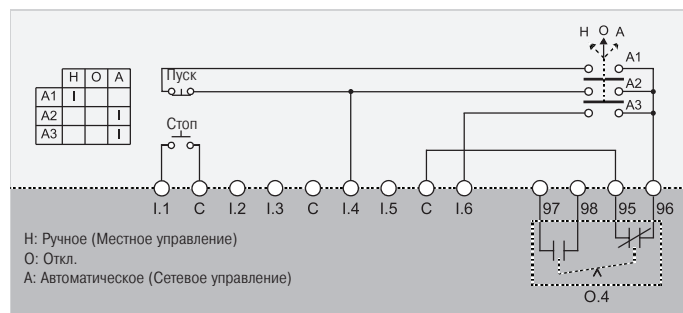 Н О А
А1
Пуск
А2
А3
Стоп
Н О А
А1 I
А2 I
А3 I
I.1 C I.2 I.3 C I.4 I.5 C I.6 97 98 95 96
Н: Ручное (Местное управление)
О: Откл.
А: Автоматическое (Сетевое управление)
O.4